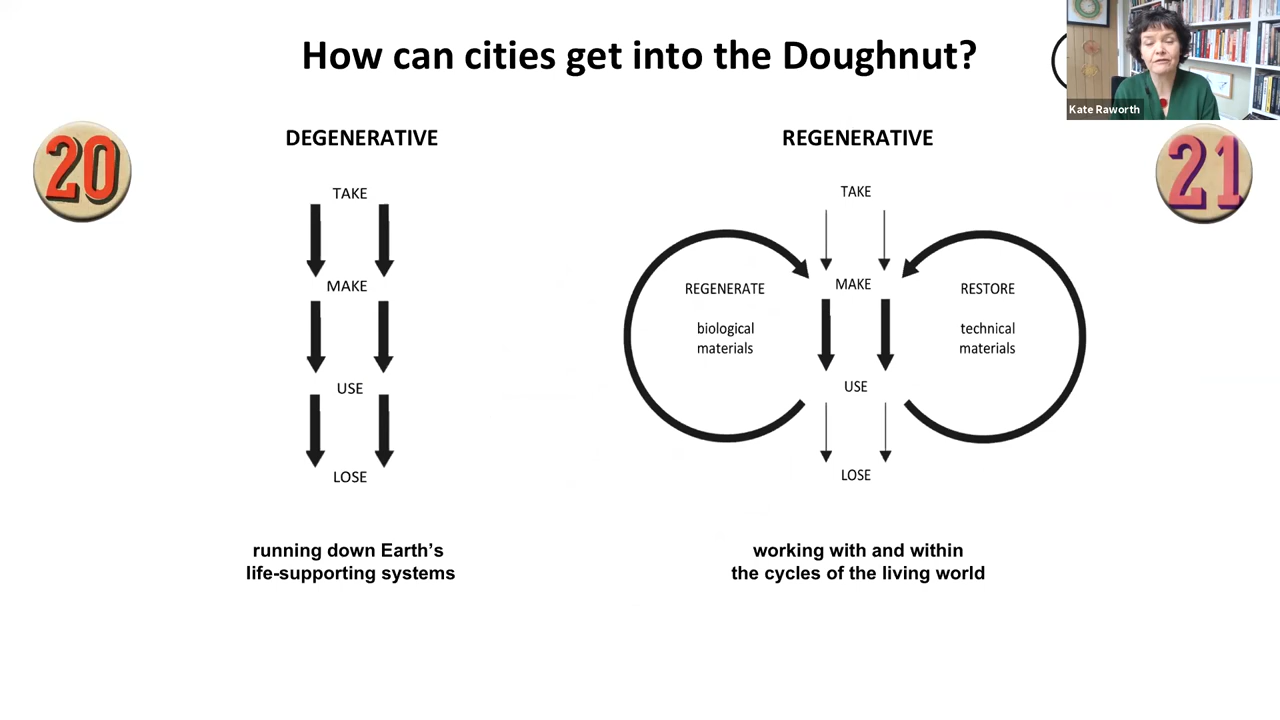 How can cities get into the Doughnut?
Kate Raworth
20
DEGENERATIVE
TAKE
MAKE
USE
LOSE
running down Earth's
life-supporting systems
21
REGENERATIVE
TAKE
MAKE
USE
LOSE
REGENERATE
biological
materials
RESTORE
technical
materials
working with and within
the cycles of the living world